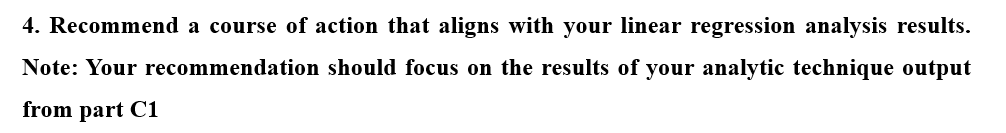 4. Recommend a course of action that aligns with your linear regression analysis results.
Note: Your recommendation should focus on the results of your analytic technique output
from part C1